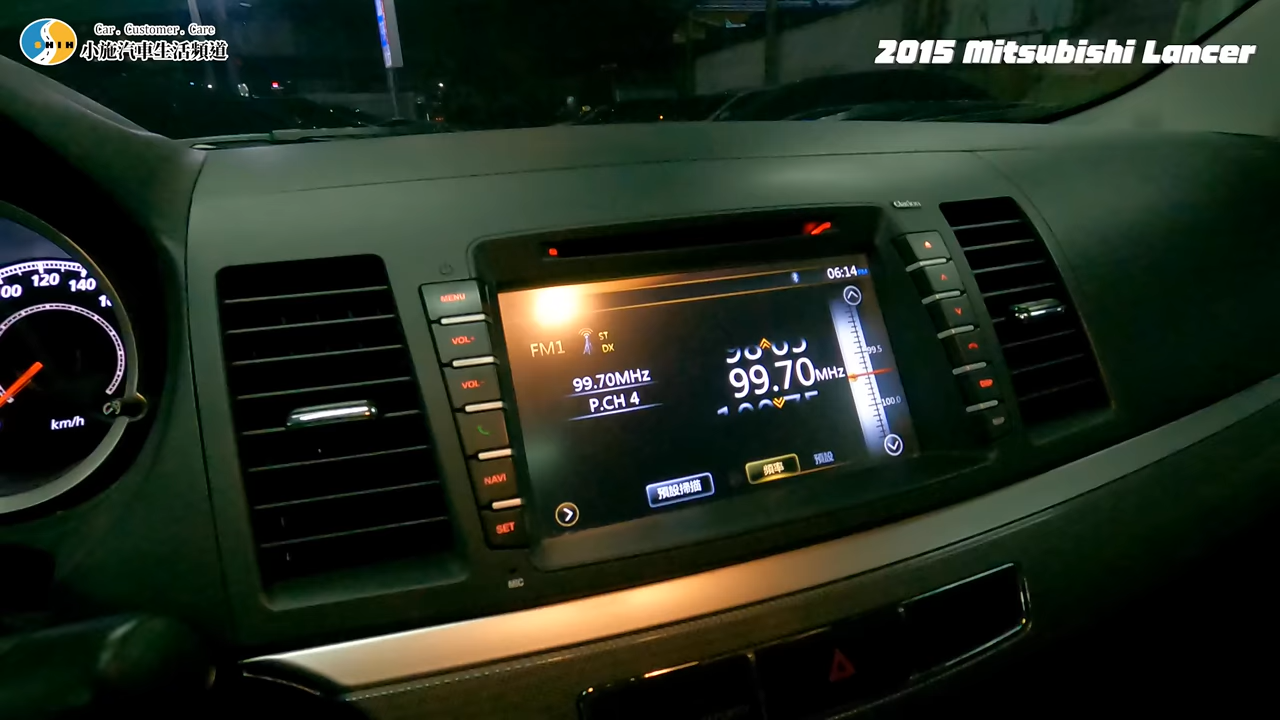 Car. Customer. Care
SHIH
小施汽車生活頻道
2015 Mitsubishi Lancer
Clarion
120
140
km/h
MENU
VOL+
VOL-
NAVI
SET
MIC
06:14 PM
FM1
ST
DX
99.70MHz
P.CH 4
99.70MHz
99.5
100.0
預設掃描
頻率
預設